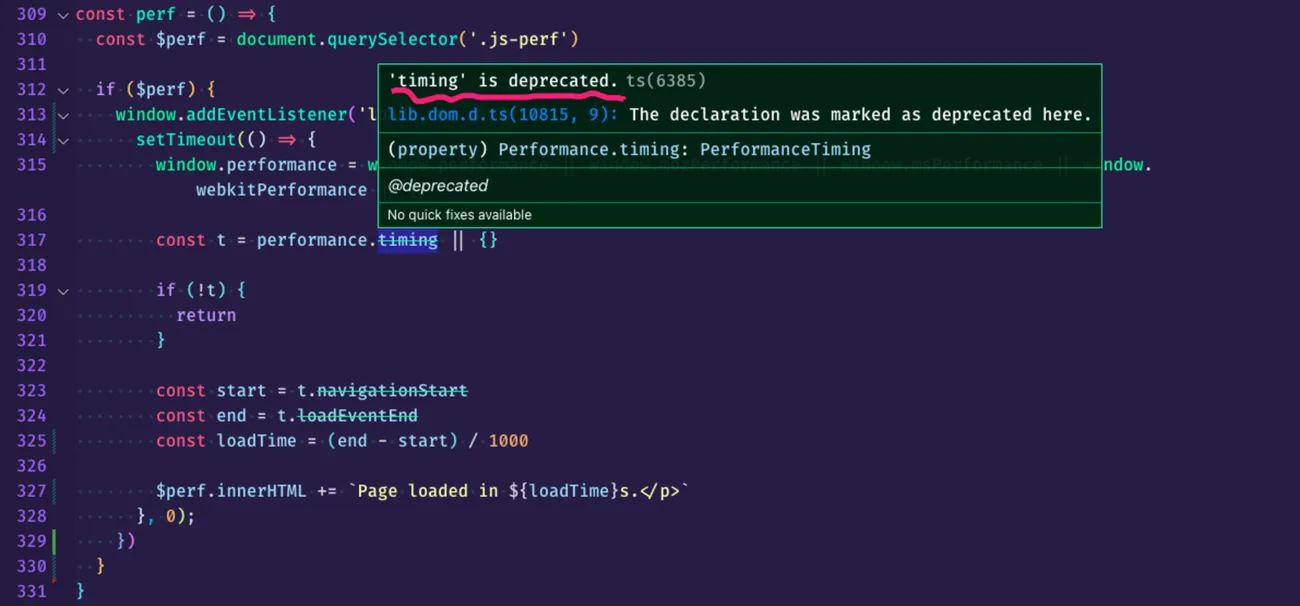 309 const perf = () => {
310 const $perf = document.querySelector('.js-perf')
311
'timing' is deprecated. ts(6385)
312 if ($perf) {
lib.dom.d.ts(10815, 9): The declaration was marked as deprecated here.
313 window.addEventListener('l
314 setTimeout(() => {
(property) Performance.timing: PerformanceTiming
315 window.performance = w ndow.
webkitPerformance
@deprecated
No quick fixes available
316
317 const t = performance.timing || {}
318
319 if (!t) {
320 return
321 }
322
323 const start = t.navigationStart
324 const end = t.loadEventEnd
325 const loadTime = (end - start) / 1000
326
327 $perf.innerHTML += `Page loaded in ${loadTime}s.</p>`
328 }, 0);
329 })
330 }
331 }